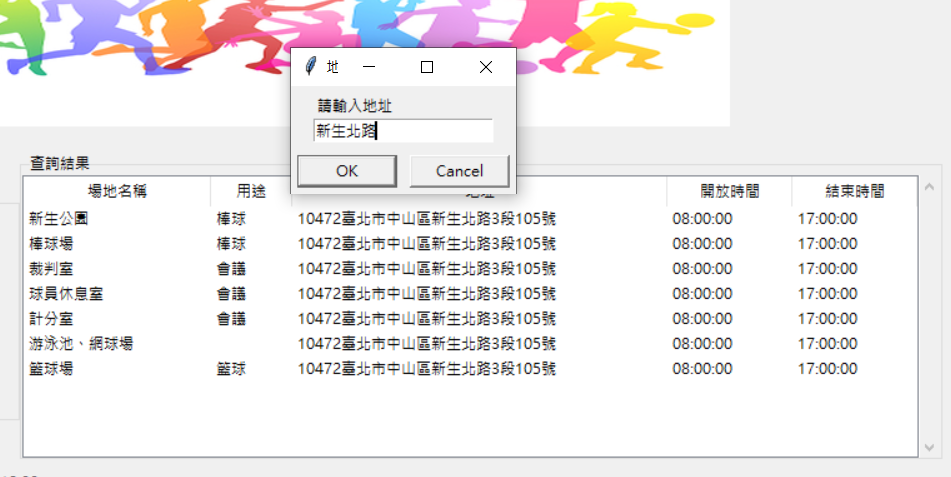 地
請輸入地址
新生北路
OK Cancel
查詢結果
場地名稱 用途 地址 開放時間 結束時間
新生公園 棒球 10472臺北市中山區新生北路3段105號 08:00:00 17:00:00
棒球場 棒球 10472臺北市中山區新生北路3段105號 08:00:00 17:00:00
裁判室 會議 10472臺北市中山區新生北路3段105號 08:00:00 17:00:00
球員休息室 會議 10472臺北市中山區新生北路3段105號 08:00:00 17:00:00
計分室 會議 10472臺北市中山區新生北路3段105號 08:00:00 17:00:00
游泳池、網球場 10472臺北市中山區新生北路3段105號 08:00:00 17:00:00
籃球場 籃球 10472臺北市中山區新生北路3段105號 08:00:00 17:00:00